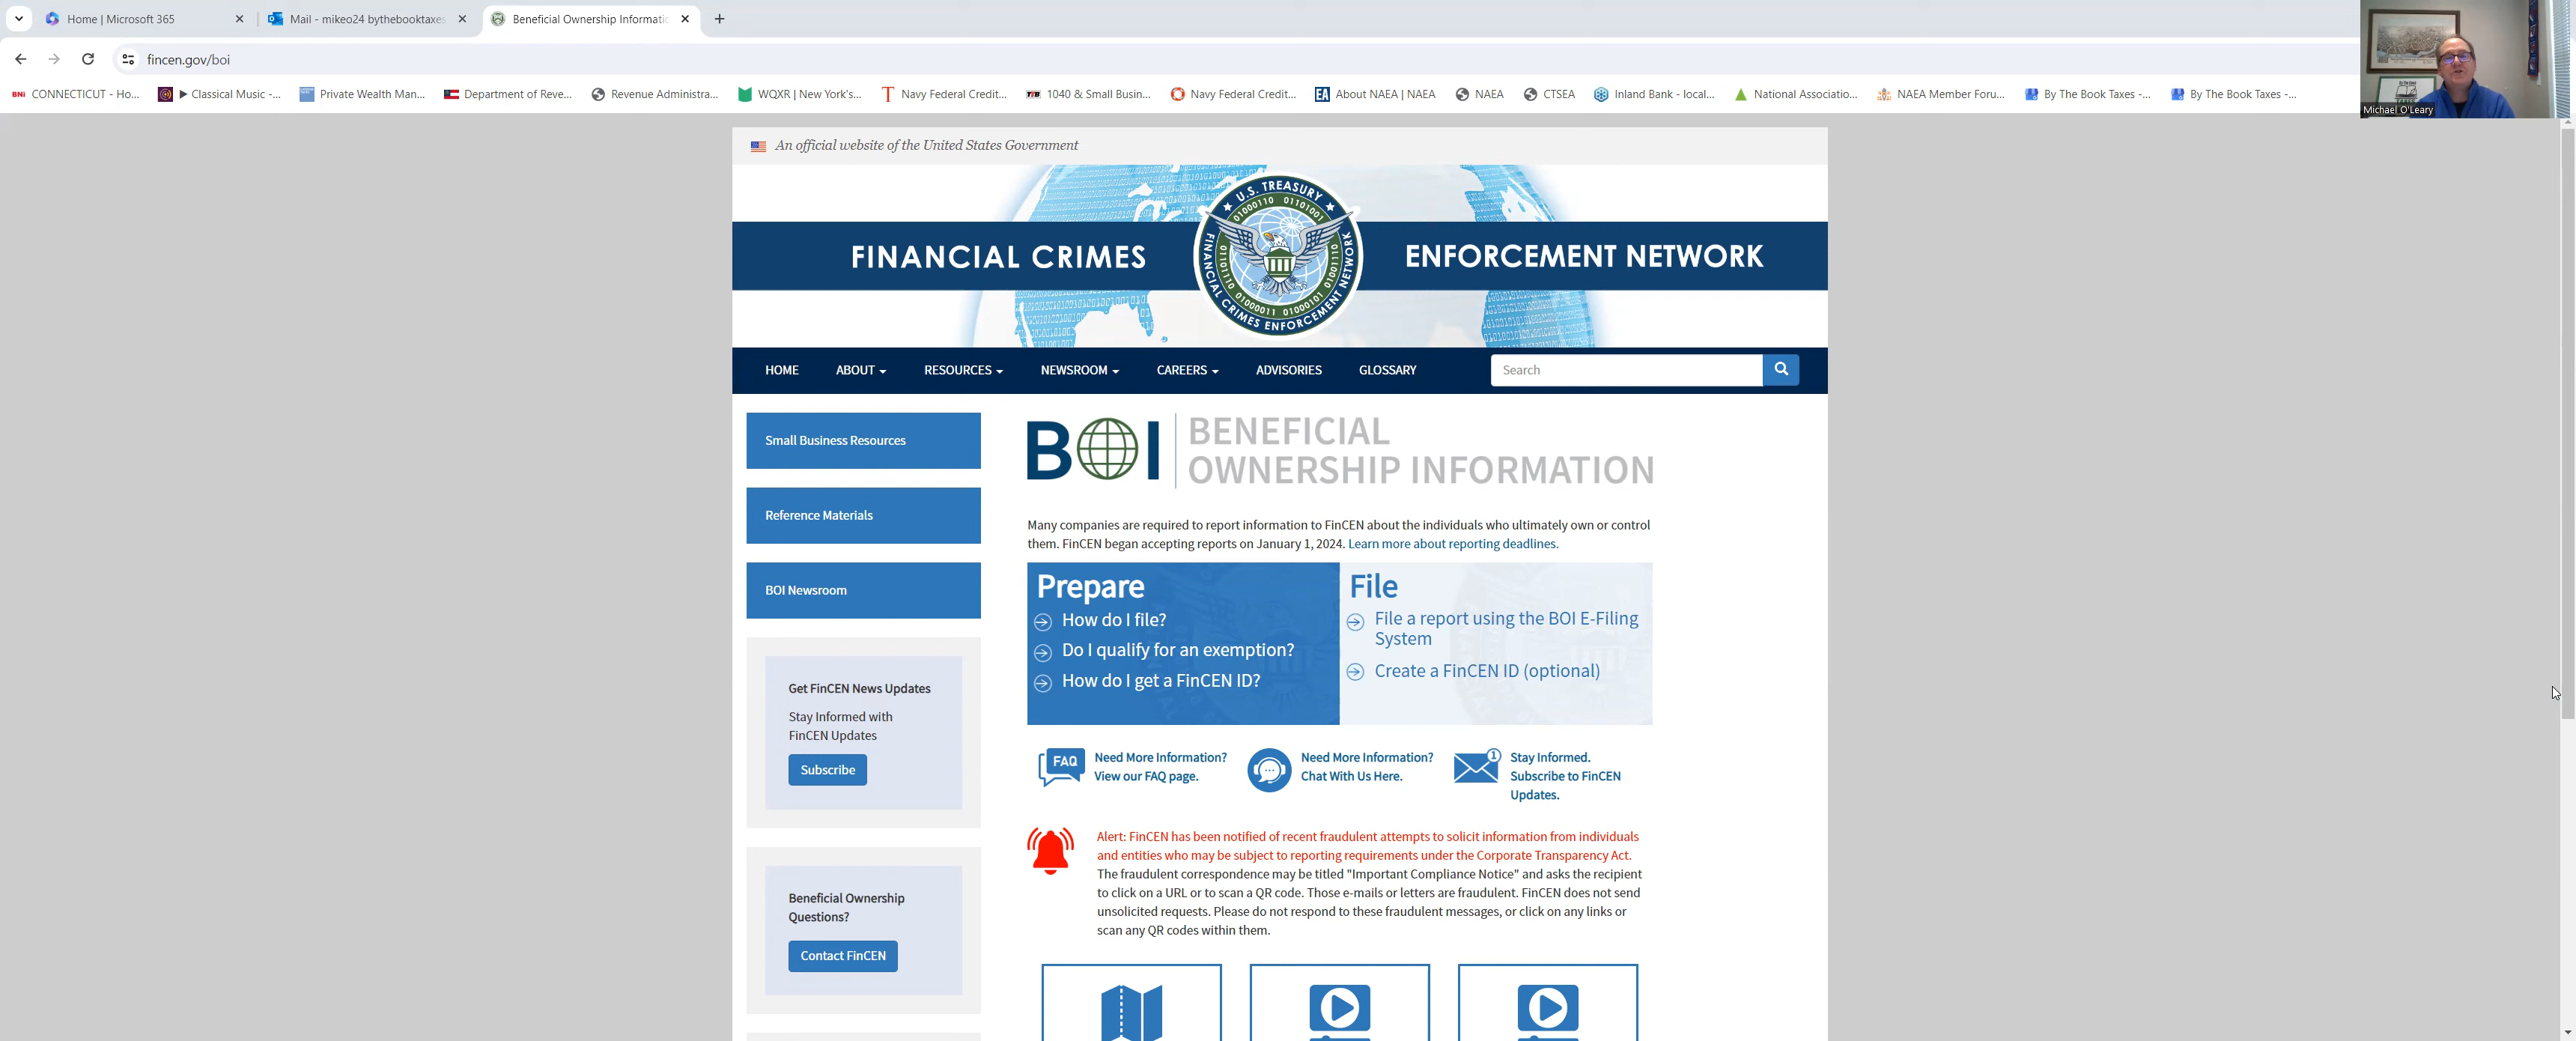 Home | Microsoft 365
Mail - mikeo24 bythebooktaxes
Beneficial Ownership Informatio
fincen.gov/boi
BNI CONNECTICUT - Ho...
Classical Music -...
Private Wealth Man...
Department of Reve...
Revenue Administra...
WQXR | New York's...
Navy Federal Credit...
1040 & Small Busin...
Navy Federal Credit...
EA About NAEA | NAEA
NAEA
CTSEA
Inland Bank - local...
National Associatio...
NAEA Member Foru...
By The Book Taxes -...
By The Book Taxes -...
Michael O'Leary
An official website of the United States Government
FINANCIAL CRIMES
U.S. TREASURY
01000110 01101001
01101110 01000011 01000101 01001110
FINANCIAL CRIMES ENFORCEMENT NETWORK
ENFORCEMENT NETWORK
HOME
ABOUT
RESOURCES
NEWSROOM
CAREERS
ADVISORIES
GLOSSARY
Search
Small Business Resources
Reference Materials
BOI Newsroom
Get FinCEN News Updates
Stay Informed with
FinCEN Updates
Subscribe
Beneficial Ownership
Questions?
Contact FinCEN
BOI
BENEFICIAL
OWNERSHIP INFORMATION
Many companies are required to report information to FinCEN about the individuals who ultimately own or control
them. FinCEN began accepting reports on January 1, 2024. Learn more about reporting deadlines.
Prepare
How do I file?
Do I qualify for an exemption?
How do I get a FinCEN ID?
File
File a report using the BOI E-Filing
System
Create a FinCEN ID (optional)
FAQ
Need More Information?
View our FAQ page.
Need More Information?
Chat With Us Here.
1
Stay Informed.
Subscribe to FinCEN
Updates.
Alert: FinCEN has been notified of recent fraudulent attempts to solicit information from individuals
and entities who may be subject to reporting requirements under the Corporate Transparency Act.
The fraudulent correspondence may be titled "Important Compliance Notice" and asks the recipient
to click on a URL or to scan a QR code. Those e-mails or letters are fraudulent. FinCEN does not send
unsolicited requests. Please do not respond to these fraudulent messages, or click on any links or
scan any QR codes within them.